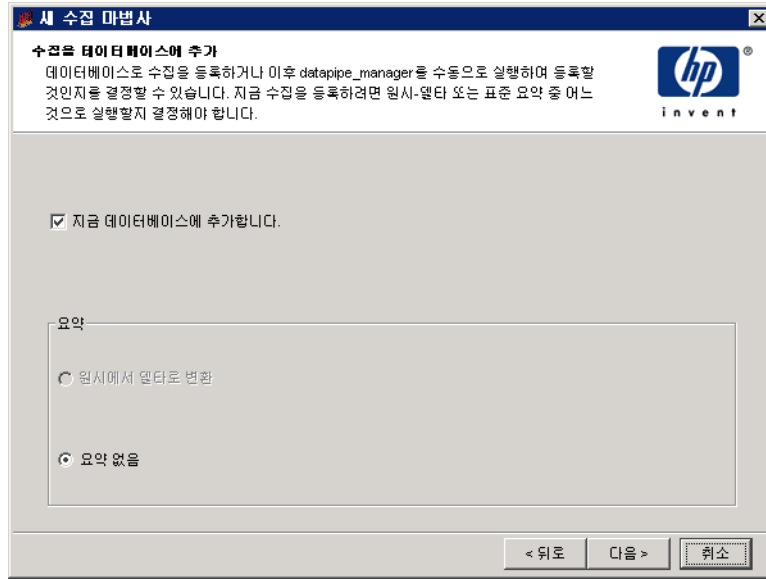 새 수집 마법사
수집을 데이터베이스에 추가
데이터베이스로 수집을 등록하거나 이후 datapipe_manager를 수동으로 실행하여 등록할
것인지를 결정할 수 있습니다. 지금 수집을 등록하려면 원시-델타 또는 표준 요약 중 어느
것으로 실행할지 결정해야 합니다.
hp
®
invent
지금 데이터베이스에 추가합니다.
요약
원시에서 델타로 변환
요약 없음
<뒤로
다음>
취소